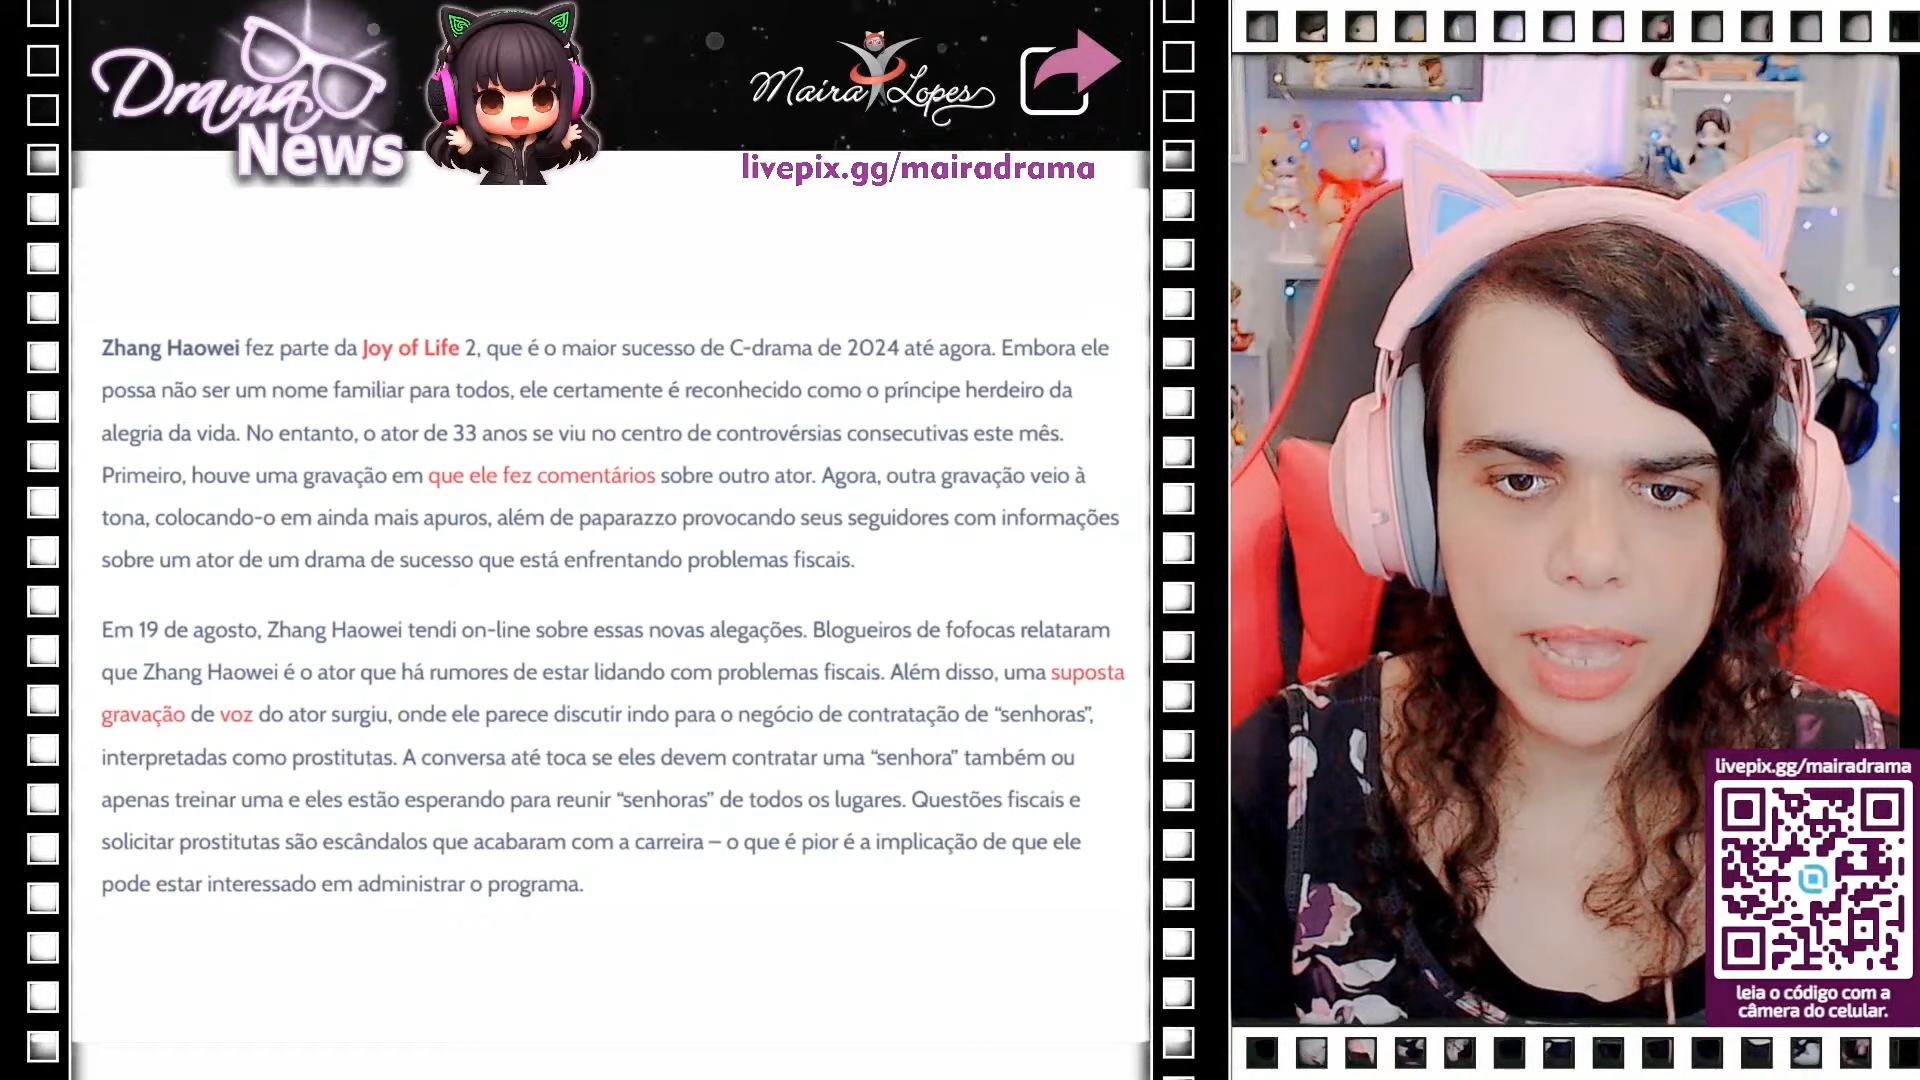 Drama
News
Maira Lopes
livepix.gg/mairadrama
Zhang Haowei fez parte da Joy of Life 2, que é o maior sucesso de C-drama de 2024 até agora. Embora ele
possa não ser um nome familiar para todos, ele certamente é reconhecido como o príncipe herdeiro da
alegria da vida. No entanto, o ator de 33 anos se viu no centro de controvérsias consecutivas este mês.
Primeiro, houve uma gravação em que ele fez comentários sobre outro ator. Agora, outra gravação veio à
tona, colocando-o em ainda mais apuros, além de paparazzo provocando seus seguidores com informações
sobre um ator de um drama de sucesso que está enfrentando problemas fiscais.
Em 19 de agosto, Zhang Haowei tendi on-line sobre essas novas alegações. Blogueiros de fofocas relataram
que Zhang Haowei é o ator que há rumores de estar lidando com problemas fiscais. Além disso, uma suposta
gravação de voz do ator surgiu, onde ele parece discutir indo para o negócio de contratação de “senhoras”,
interpretadas como prostitutas. A conversa até toca se eles devem contratar uma “senhora” também ou
apenas treinar uma e eles estão esperando para reunir “senhoras” de todos os lugares. Questões fiscais e
solicitar prostitutas são escândalos que acabaram com a carreira – o que é pior é a implicação de que ele
pode estar interessado em administrar o programa.
livepix.gg/mairadrama
leia o código com a
câmera do celular.